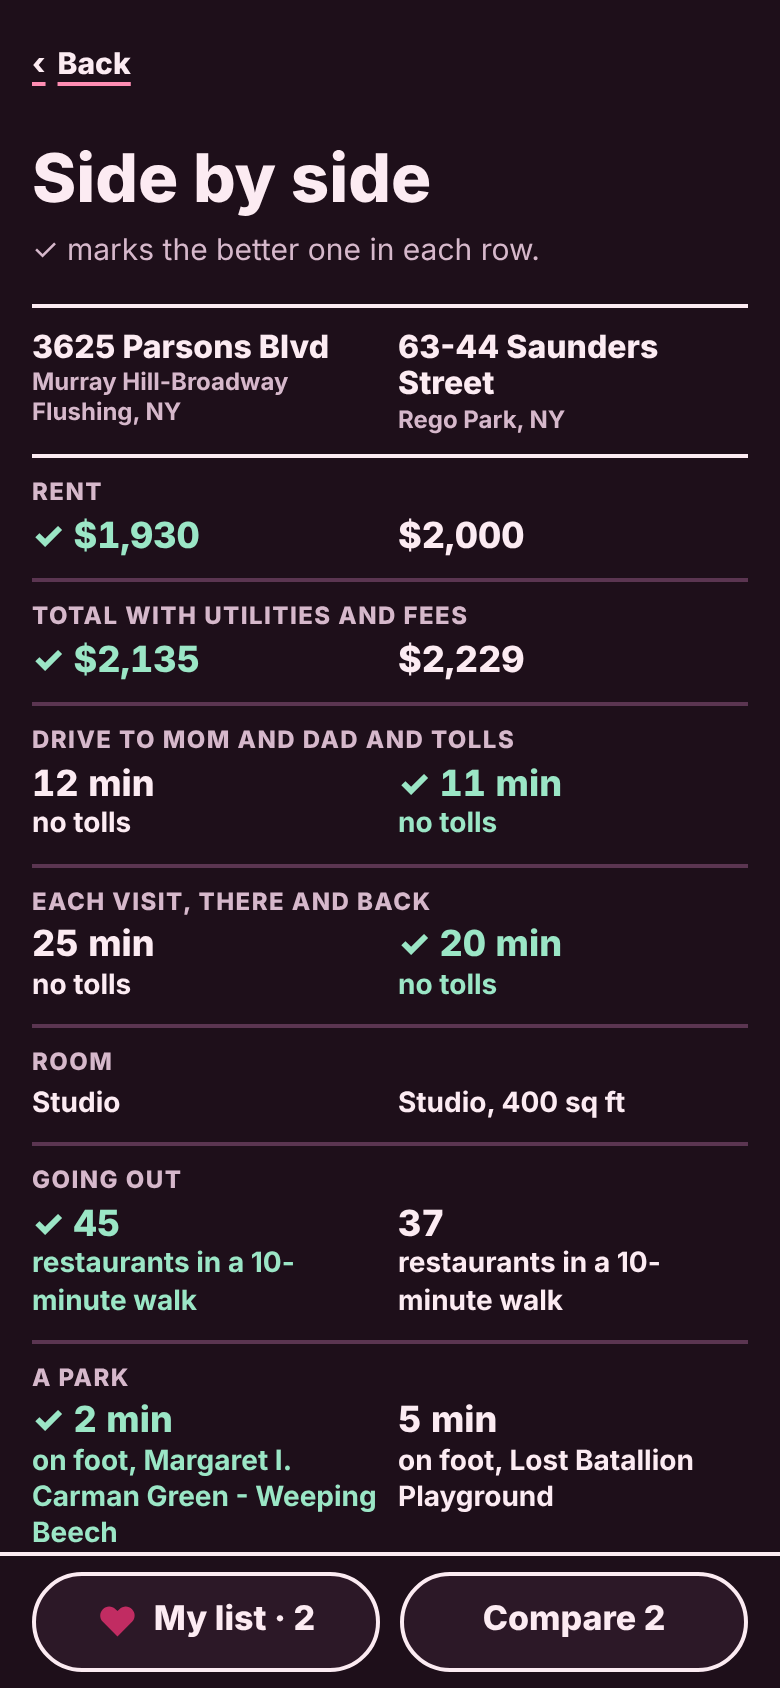 ‹ Back
Side by side
✓ marks the better one in each row.
3625 Parsons Blvd
Murray Hill-Broadway
Flushing, NY
63-44 Saunders
Street
Rego Park, NY
RENT
✓ $1,930
$2,000
TOTAL WITH UTILITIES AND FEES
✓ $2,135
$2,229
DRIVE TO MOM AND DAD AND TOLLS
12 min
no tolls
✓ 11 min
no tolls
EACH VISIT, THERE AND BACK
25 min
no tolls
✓ 20 min
no tolls
ROOM
Studio
Studio, 400 sq ft
GOING OUT
✓ 45
restaurants in a 10-
minute walk
37
restaurants in a 10-
minute walk
A PARK
✓ 2 min
on foot, Margaret I.
Carman Green - Weeping
Beech
5 min
on foot, Lost Batallion
Playground
My list · 2
Compare 2